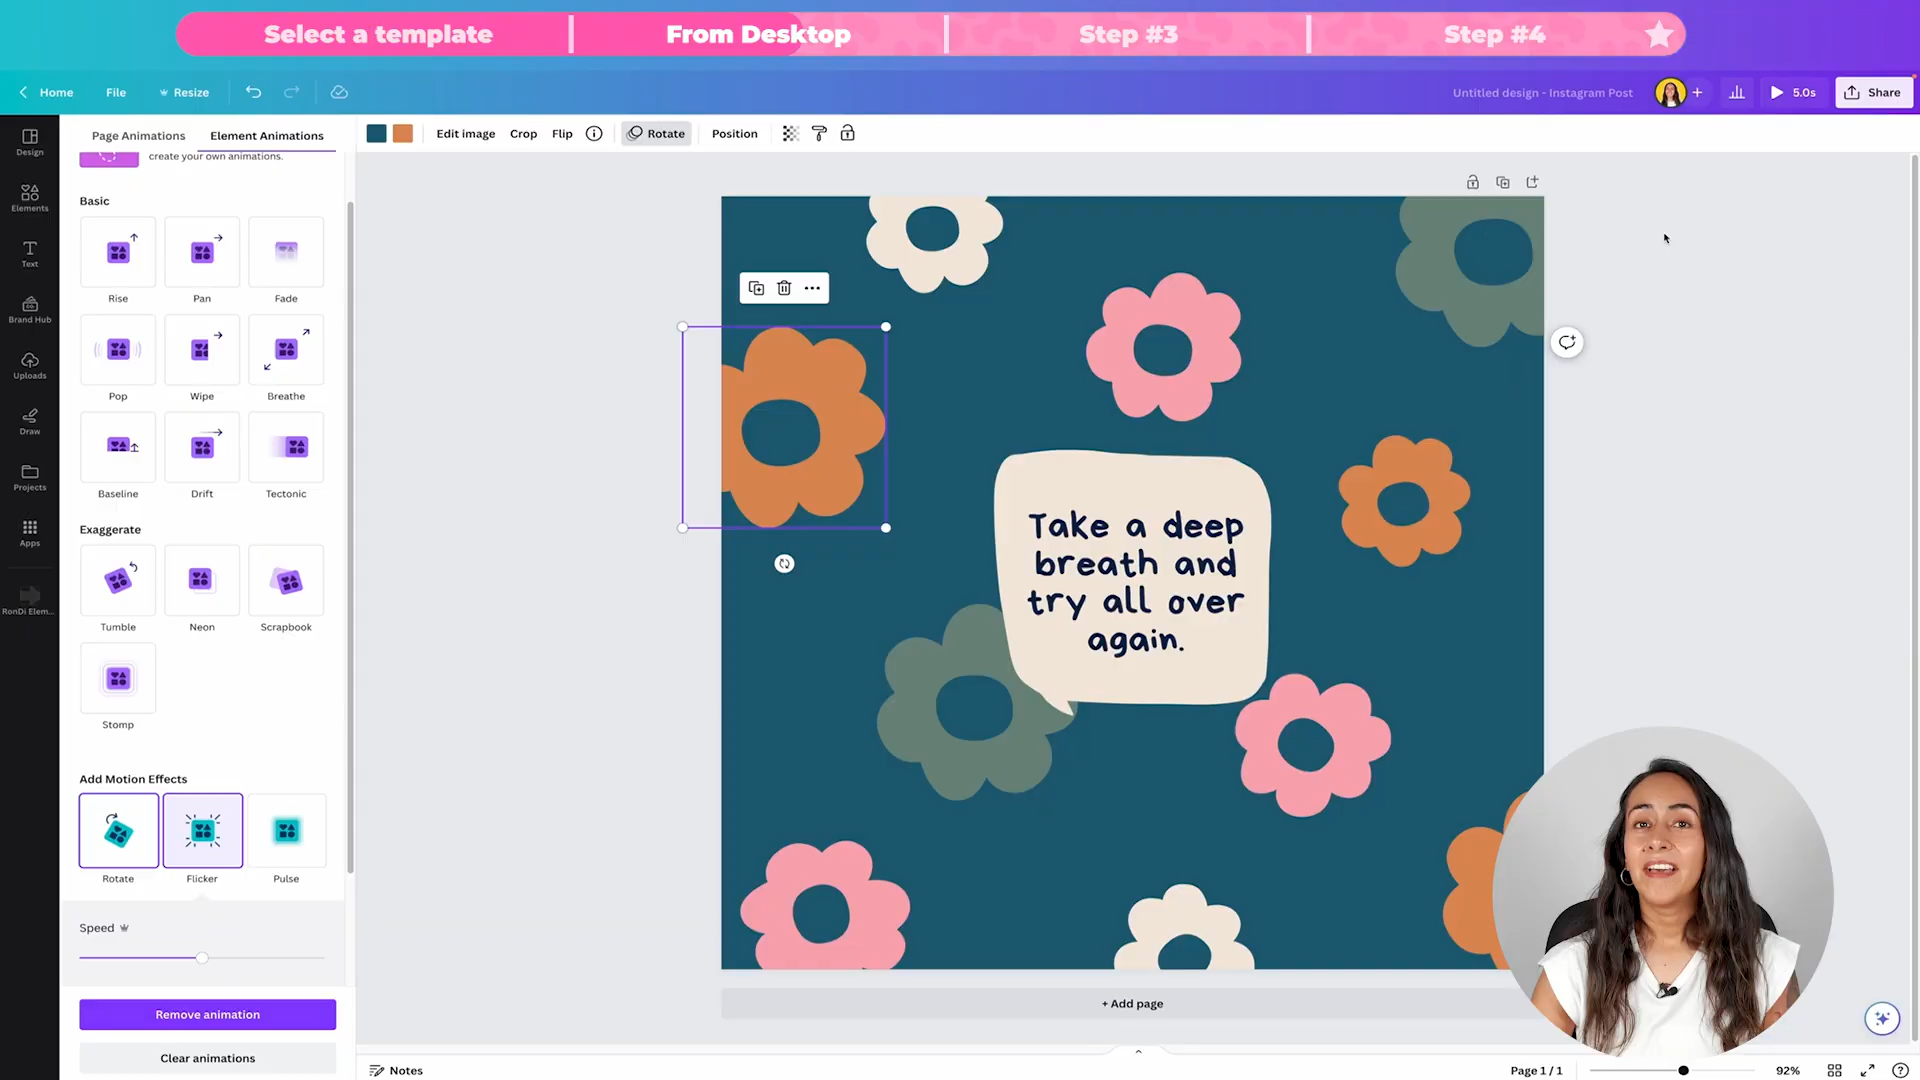 Select a template
From Desktop
Step #3
Step #4
Home
File
Resize
Untitled design - Instagram Post
5.0s
Share
Page Animations
Element Animations
Edit image
Crop
Flip
Rotate
Position
create your own animations.
Design
Elements
Text
Brand Hub
Uploads
Draw
Projects
Apps
RonDi Elem...
Basic
Rise
Pan
Fade
Pop
Wipe
Breathe
Baseline
Drift
Tectonic
Exaggerate
Tumble
Neon
Scrapbook
Stomp
Add Motion Effects
Rotate
Flicker
Pulse
Speed
Remove animation
Clear animations
Take a deep
breath and
try all over
again.
+ Add page
Notes
Page 1 / 1
92%